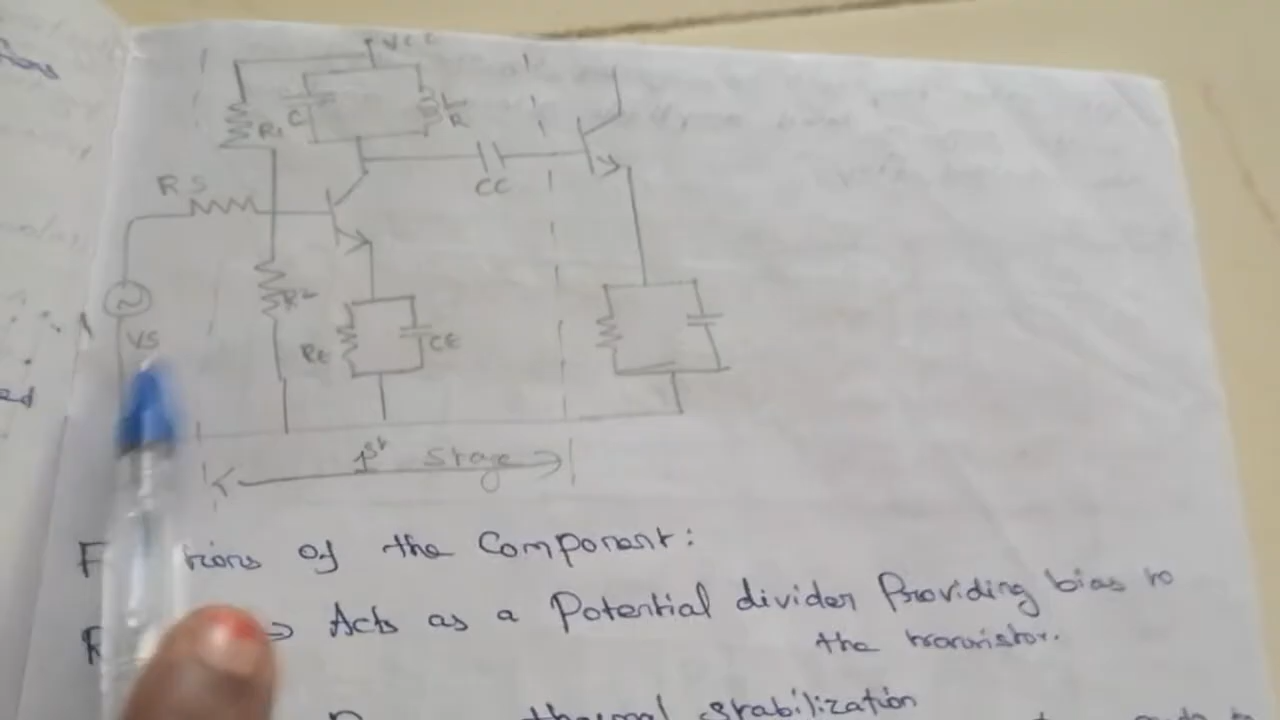 VCC
R1
C
L
R
RS
CC
R2
VS
RE
CE
1st Stage
of the Component:
Acts as a Potential divider Providing bias to
the transistor.
thermal stabilization